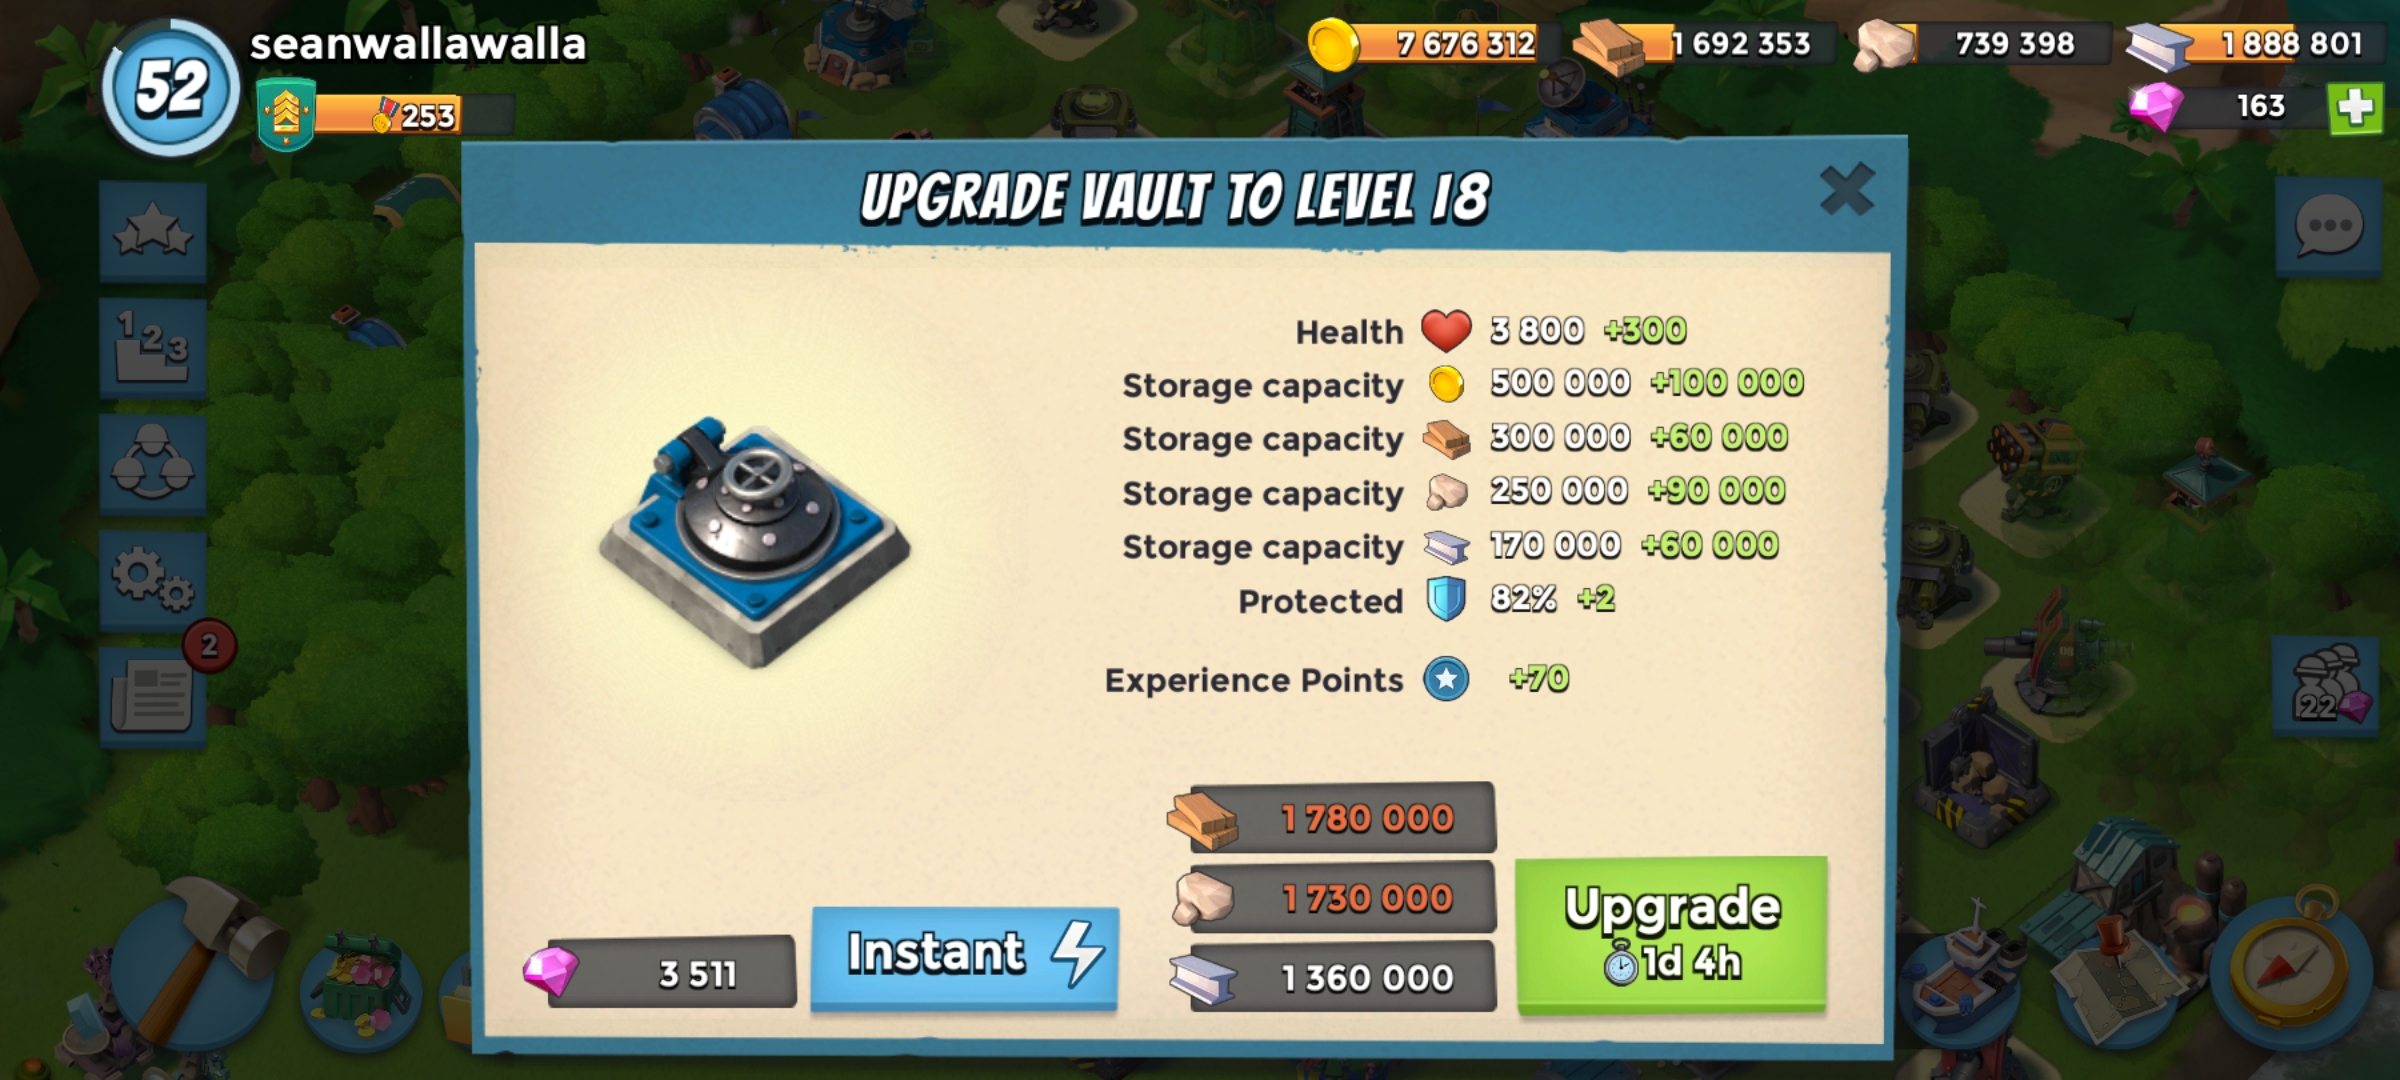 52
seanwallawalla
253
7 676 312
1 692 353
739 398
1 888 801
163
UPGRADE VAULT TO LEVEL 18
Health 3 800 +300
Storage capacity 500 000 +100 000
Storage capacity 300 000 +60 000
Storage capacity 250 000 +90 000
Storage capacity 170 000 +60 000
Protected 82% +2
Experience Points +70
1 2 3
2
22
1 780 000
1 730 000
1 360 000
3 511
Instant
Upgrade
1d 4h